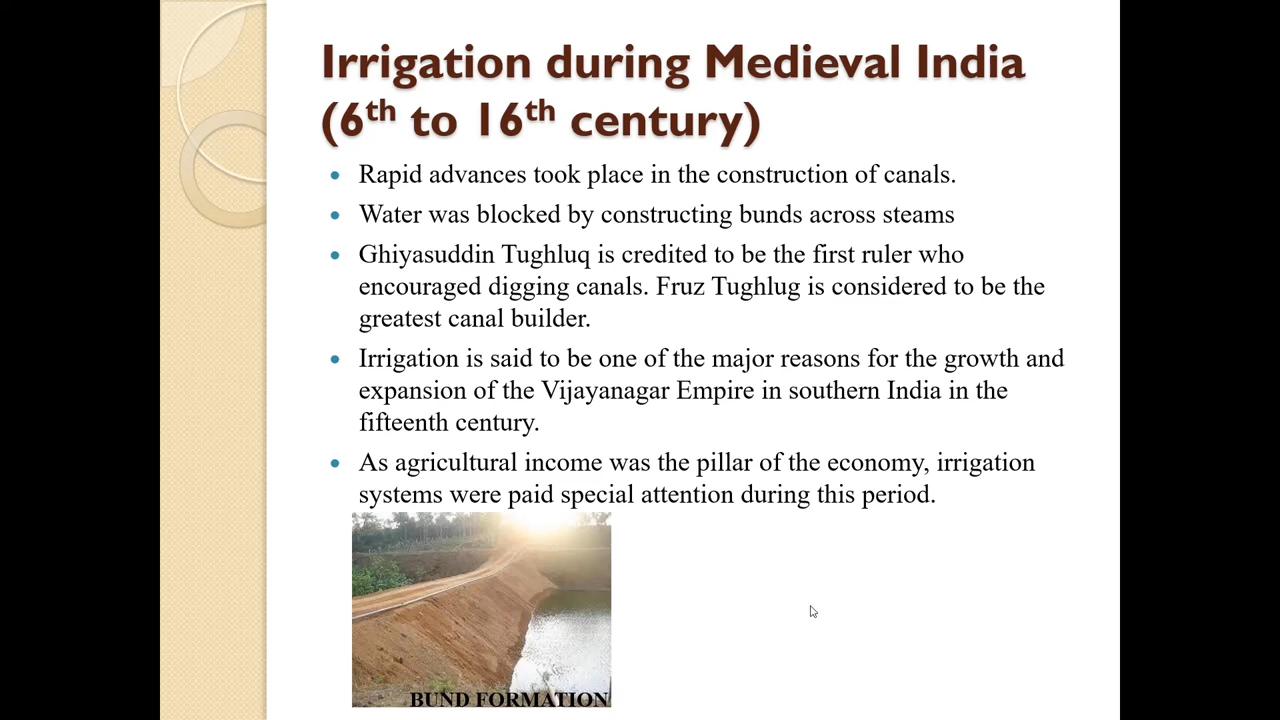 Irrigation during Medieval India
(6th to 16th century)
Rapid advances took place in the construction of canals.
Water was blocked by constructing bunds across steams
Ghiyasuddin Tughluq is credited to be the first ruler who
encouraged digging canals. Fruz Tughlug is considered to be the
greatest canal builder.
Irrigation is said to be one of the major reasons for the growth and
expansion of the Vijayanagar Empire in southern India in the
fifteenth century.
As agricultural income was the pillar of the economy, irrigation
systems were paid special attention during this period.
BUND FORMATION